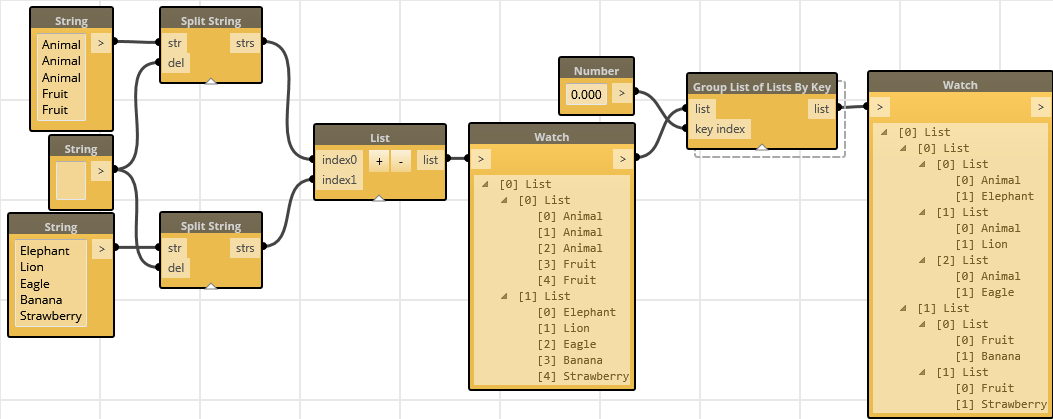 String
Animal
Animal
Animal
Fruit
Fruit
>
Split String
str
del
strs
String
>
String
Elephant
Lion
Eagle
Banana
Strawberry
>
Split String
str
del
strs
List
index0
index1
+
-
list
Watch
>
>
[0] List
[0] List
[0] Animal
[1] Animal
[2] Animal
[3] Fruit
[4] Fruit
[1] List
[0] Elephant
[1] Lion
[2] Eagle
[3] Banana
[4] Strawberry
Number
0.000
>
Group List of Lists By Key
list
key index
list
Watch
>
>
[0] List
[0] List
[0] List
[0] Animal
[1] Elephant
[1] List
[0] Animal
[1] Lion
[2] List
[0] Animal
[1] Eagle
[1] List
[0] List
[0] Fruit
[1] Banana
[1] List
[0] Fruit
[1] Strawberry